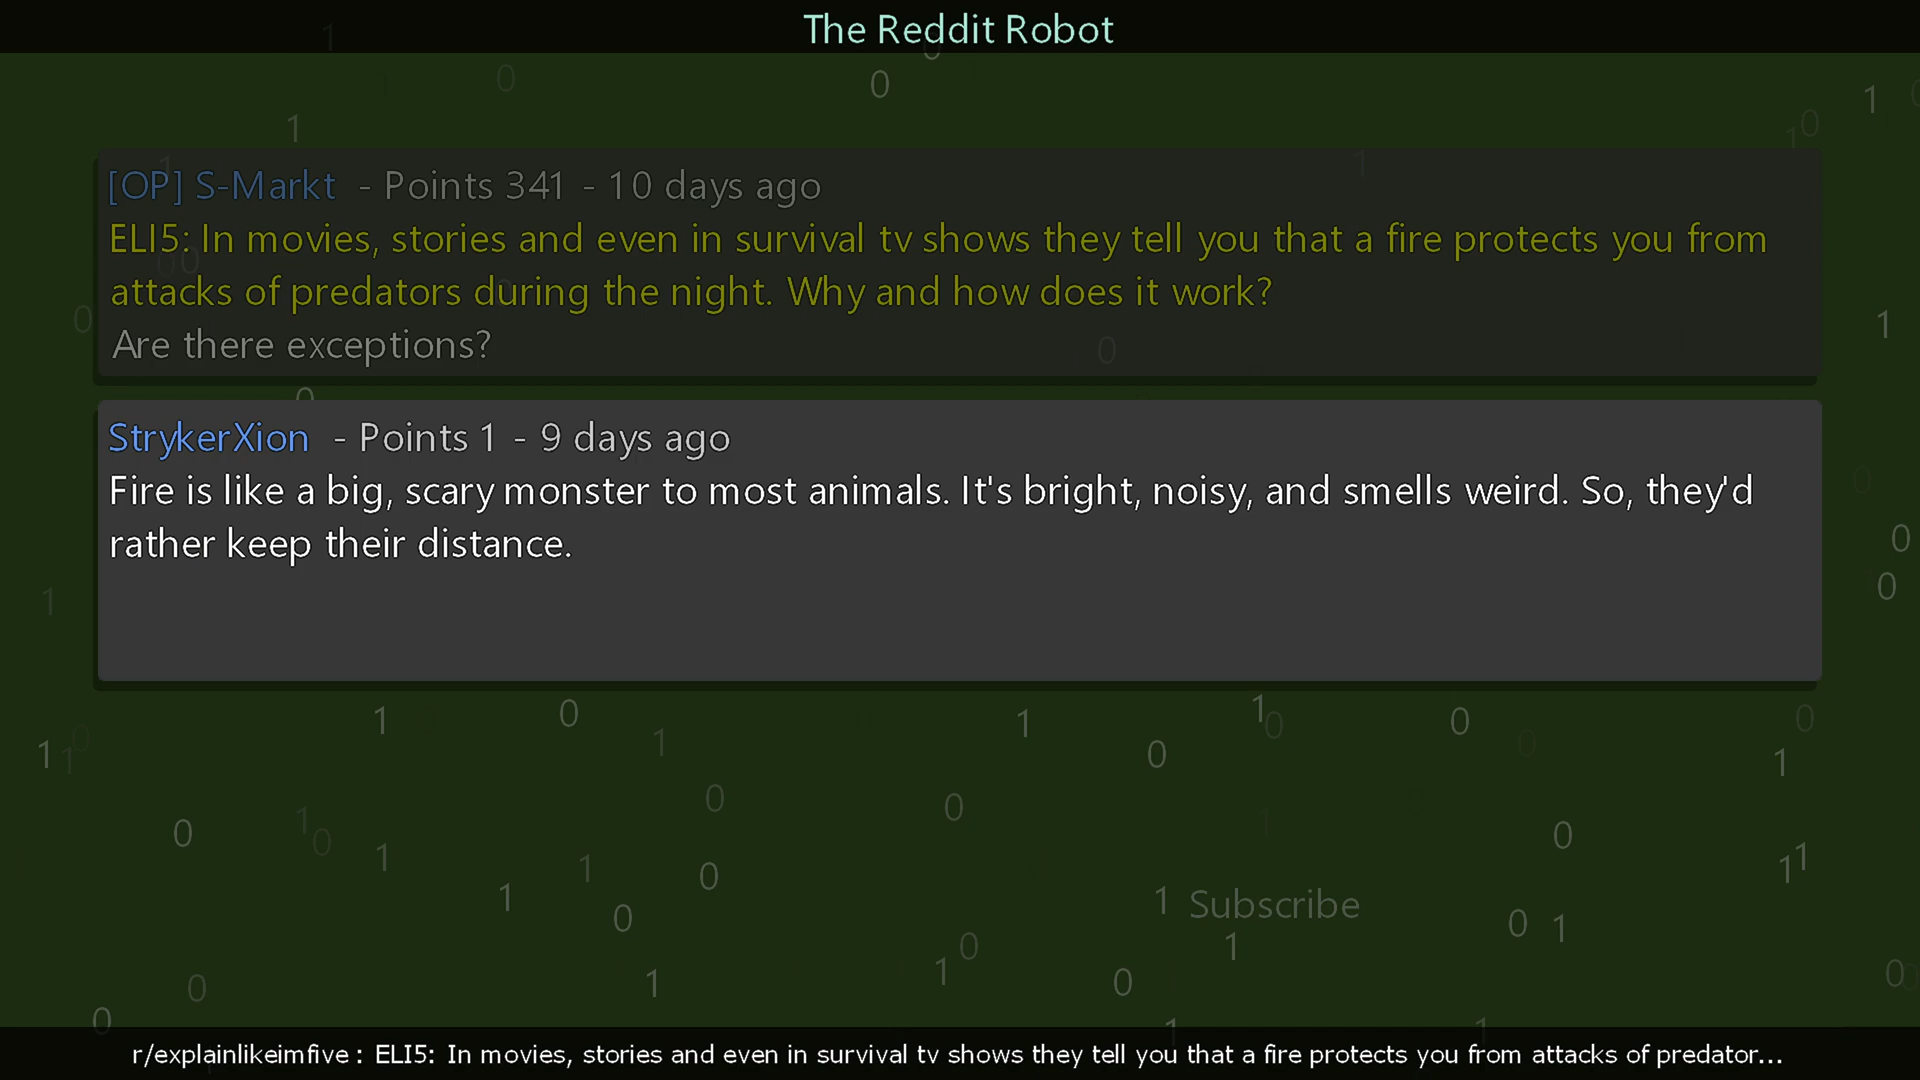 The Reddit Robot
[OP] S-Markt - Points 341 - 10 days ago
ELI5: In movies, stories and even in survival tv shows they tell you that a fire protects you from
attacks of predators during the night. Why and how does it work?
Are there exceptions?
StrykerXion - Points 1 - 9 days ago
Fire is like a big, scary monster to most animals. It's bright, noisy, and smells weird. So, they'd
rather keep their distance.
Subscribe
r/explainlikeimfive : ELI5: In movies, stories and even in survival tv shows they tell you that a fire protects you from attacks of predator...